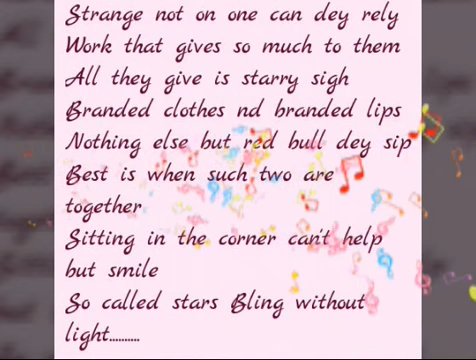 Strange not on one can dey rely
Work that gives so much to them
All they give is starry sigh
Branded clothes nd branded lips
Nothing else but red bull dey sip
Best is when such two are
together
Sitting in the corner can't help
but smile
So called stars Bling without
light..........